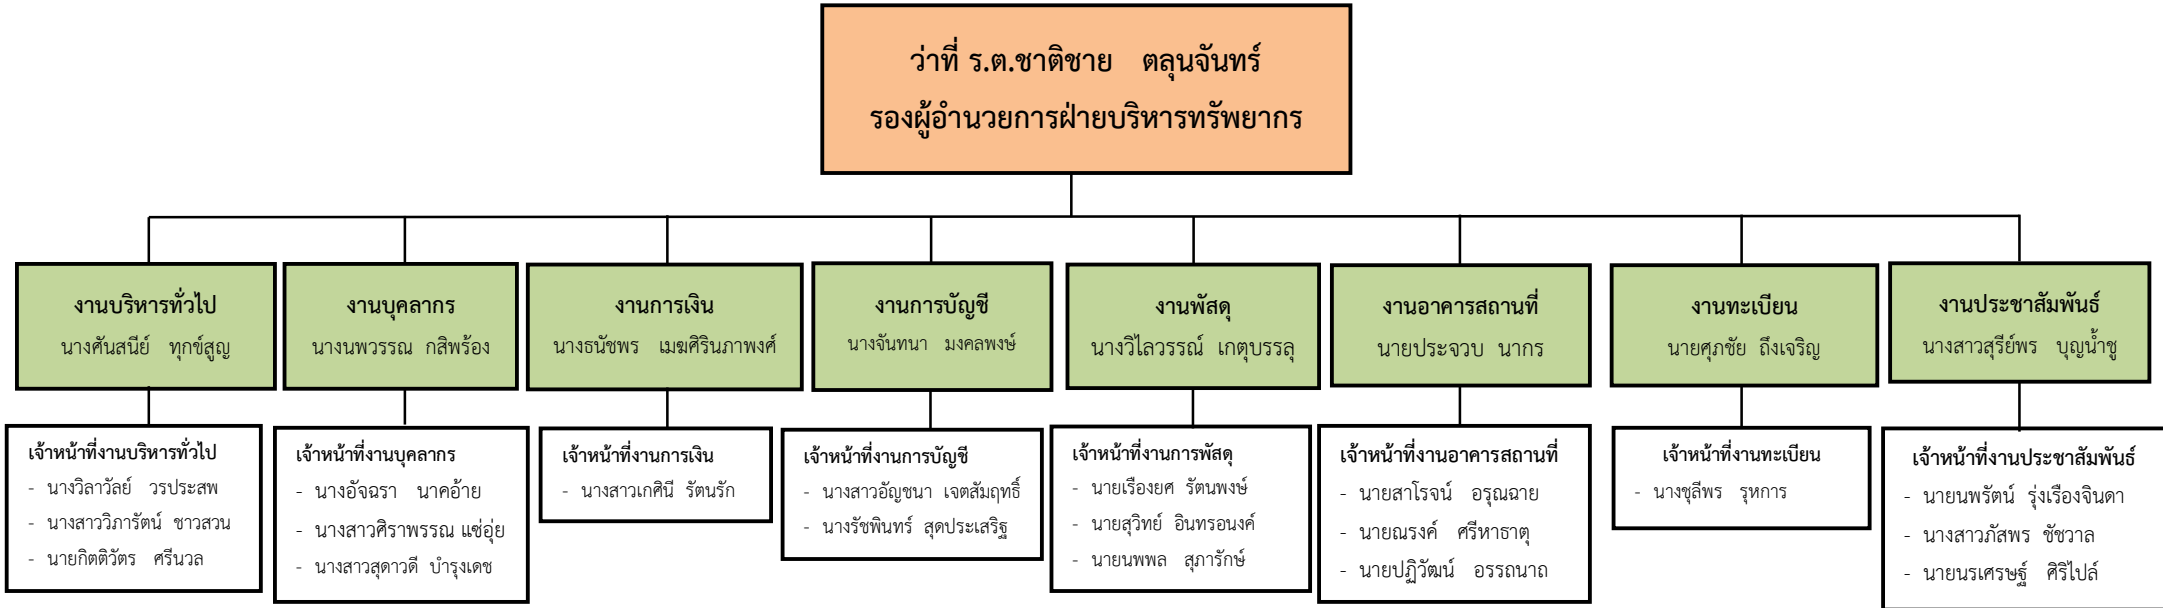 ว่าที่ ร.ต.ชาติชาย ตลุนจันทร์
รองผู้อำนวยการฝ่ายบริหารทรัพยากร
งานบริหารทั่วไป
นางศันสนีย์ ทุกข์สูญ
งานบุคลากร
นางนพวรรณ กสิพร้อง
งานการเงิน
นางธนัชพร เมฆศิรินภาพงศ์
งานการบัญชี
นางจันทนา มงคลพงษ์
งานพัสดุ
นางวิไลวรรณ์ เกตุบรรลุ
งานอาคารสถานที่
นายประจวบ นากร
งานทะเบียน
นายศุภชัย ถึงเจริญ
งานประชาสัมพันธ์
นางสาวสุรีย์พร บุญน้ำชู
เจ้าหน้าที่งานบริหารทั่วไป
- นางวิลาวัลย์ วรประสพ
- นางสาววิภารัตน์ ชาวสวน
- นายกิตติวัตร ศรีนวล
เจ้าหน้าที่งานบุคลากร
- นางอัจฉรา นาคอ้าย
- นางสาวศิราพรรณ แซ่อุ่ย
- นางสาวสุดาวดี บำรุงเดช
เจ้าหน้าที่งานการเงิน
- นางสาวเกศินี รัตนรัก
เจ้าหน้าที่งานการบัญชี
- นางสาวอัญชนา เจตสัมฤทธิ์
- นางรัชพินทร์ สุดประเสริฐ
เจ้าหน้าที่งานการพัสดุ
- นายเรืองยศ รัตนพงษ์
- นายสุวิทย์ อินทรอนงค์
- นายนพพล สุภารักษ์
เจ้าหน้าที่งานอาคารสถานที่
- นายสาโรจน์ อรุณฉาย
- นายณรงค์ ศรีหาธาตุ
- นายปฏิวัฒน์ อรรถนาถ
เจ้าหน้าที่งานทะเบียน
- นางชุลีพร รุหการ
เจ้าหน้าที่งานประชาสัมพันธ์
- นายนพรัตน์ รุ่งเรืองจินดา
- นางสาวภัสพร ชัชวาล
- นายนรเศรษฐ์ ศิริไปล์